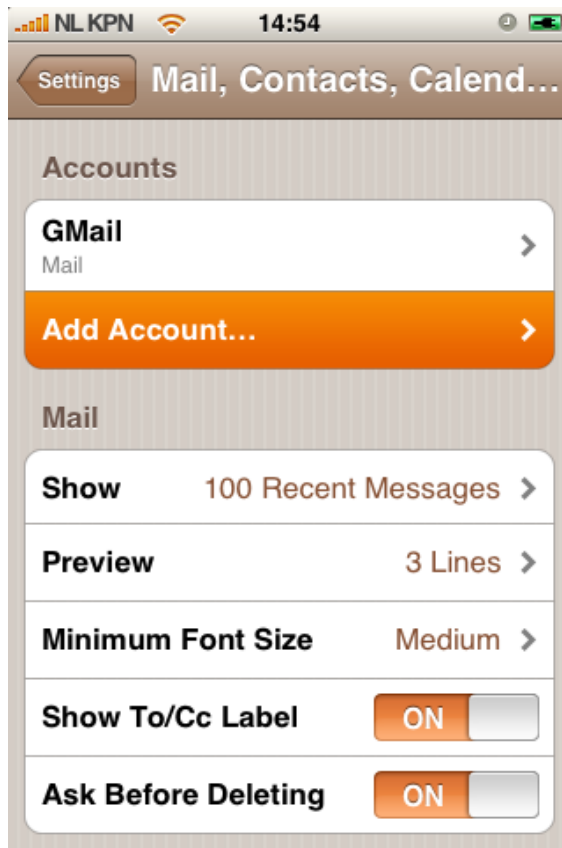 NL KPN 14:54
Settings Mail, Contacts, Calend...
Accounts
GMail
Mail
Add Account...
Mail
Show 100 Recent Messages
Preview 3 Lines
Minimum Font Size Medium
Show To/Cc Label ON
Ask Before Deleting ON